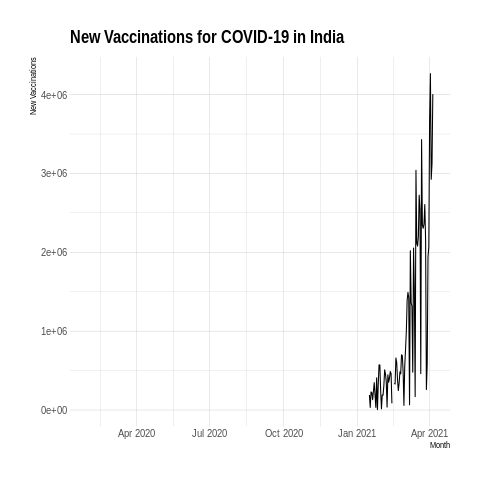 New Vaccinations for COVID-19 in India
New Vaccinations
4e+06
3e+06
2e+06
1e+06
0e+00
Apr 2020 Jul 2020 Oct 2020 Jan 2021 Apr 2021
Month